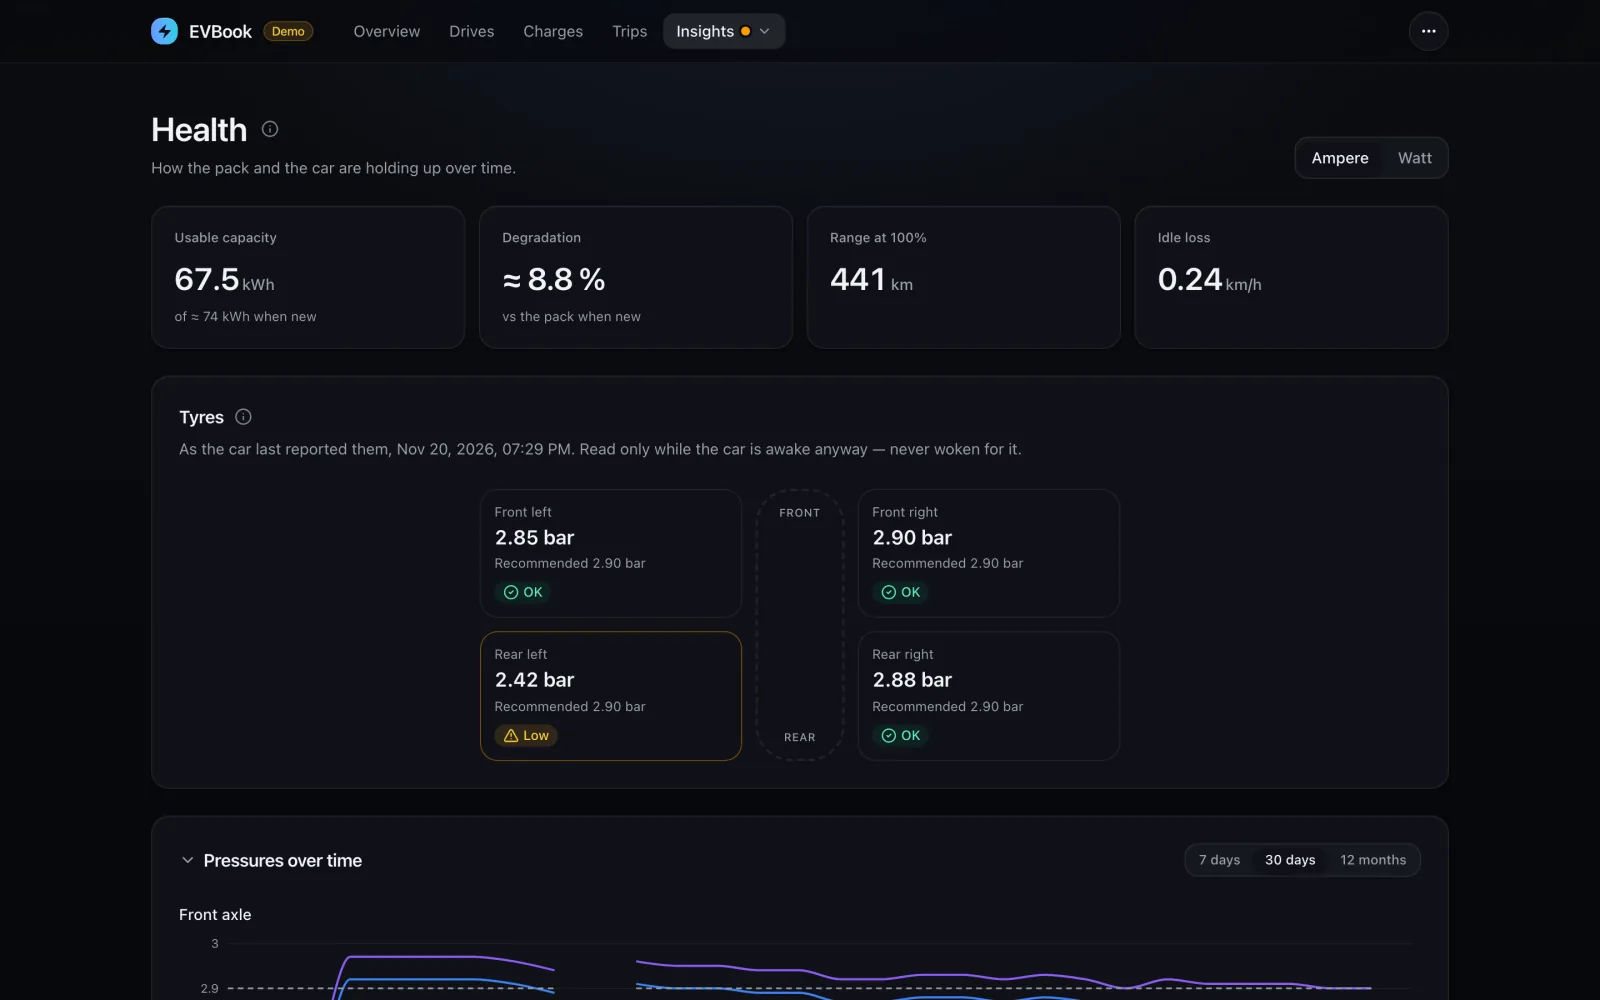 EVBook Demo Overview Drives Charges Trips Insights
Health
How the pack and the car are holding up over time.
Ampere Watt
Usable capacity
67.5 kWh
of ≈ 74 kWh when new
Degradation
≈ 8.8 %
vs the pack when new
Range at 100%
441 km
Idle loss
0.24 km/h
Tyres
As the car last reported them, Nov 20, 2026, 07:29 PM. Read only while the car is awake anyway — never woken for it.
Front left
2.85 bar
Recommended 2.90 bar
OK
FRONT
Front right
2.90 bar
Recommended 2.90 bar
OK
Rear left
2.42 bar
Recommended 2.90 bar
Low
REAR
Rear right
2.88 bar
Recommended 2.90 bar
OK
Pressures over time
7 days 30 days 12 months
Front axle
3
2.9